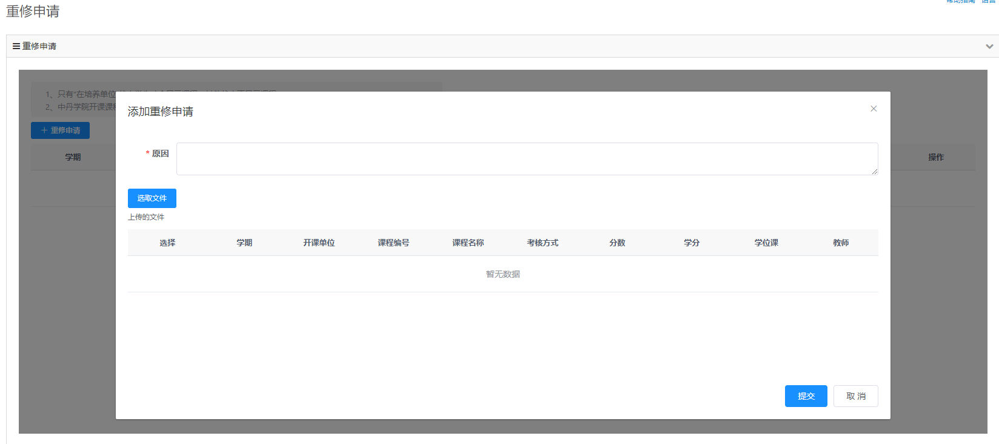 重修申请
重修申请
1、只有“在培养单位
2、中丹学院开课课程
重修申请
学期
操作
添加重修申请
* 原因
选取文件
上传的文件
选择 学期 开课单位 课程编号 课程名称 考核方式 分数 学分 学位课 教师
暂无数据
提交 取 消